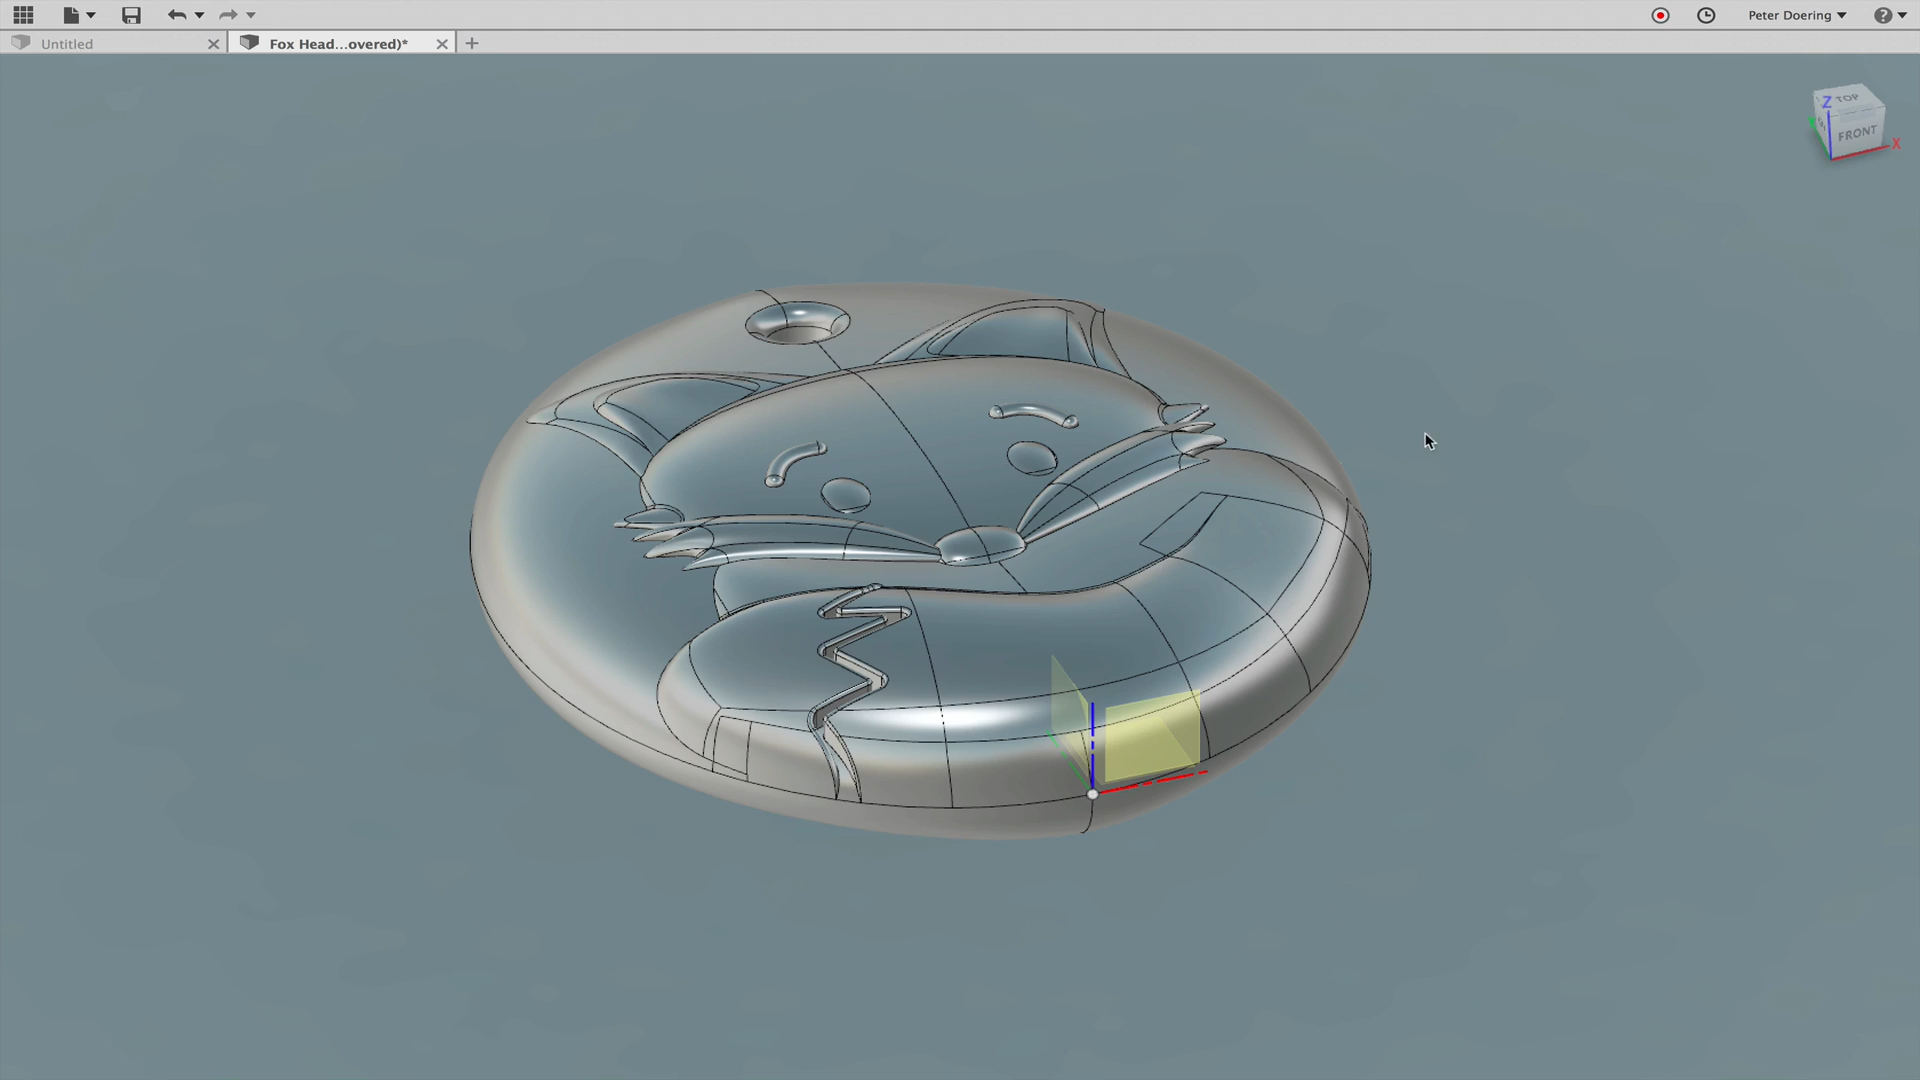 Peter Doering
Untitled
Fox Head...overed)*
TOP
Z
FRONT
X